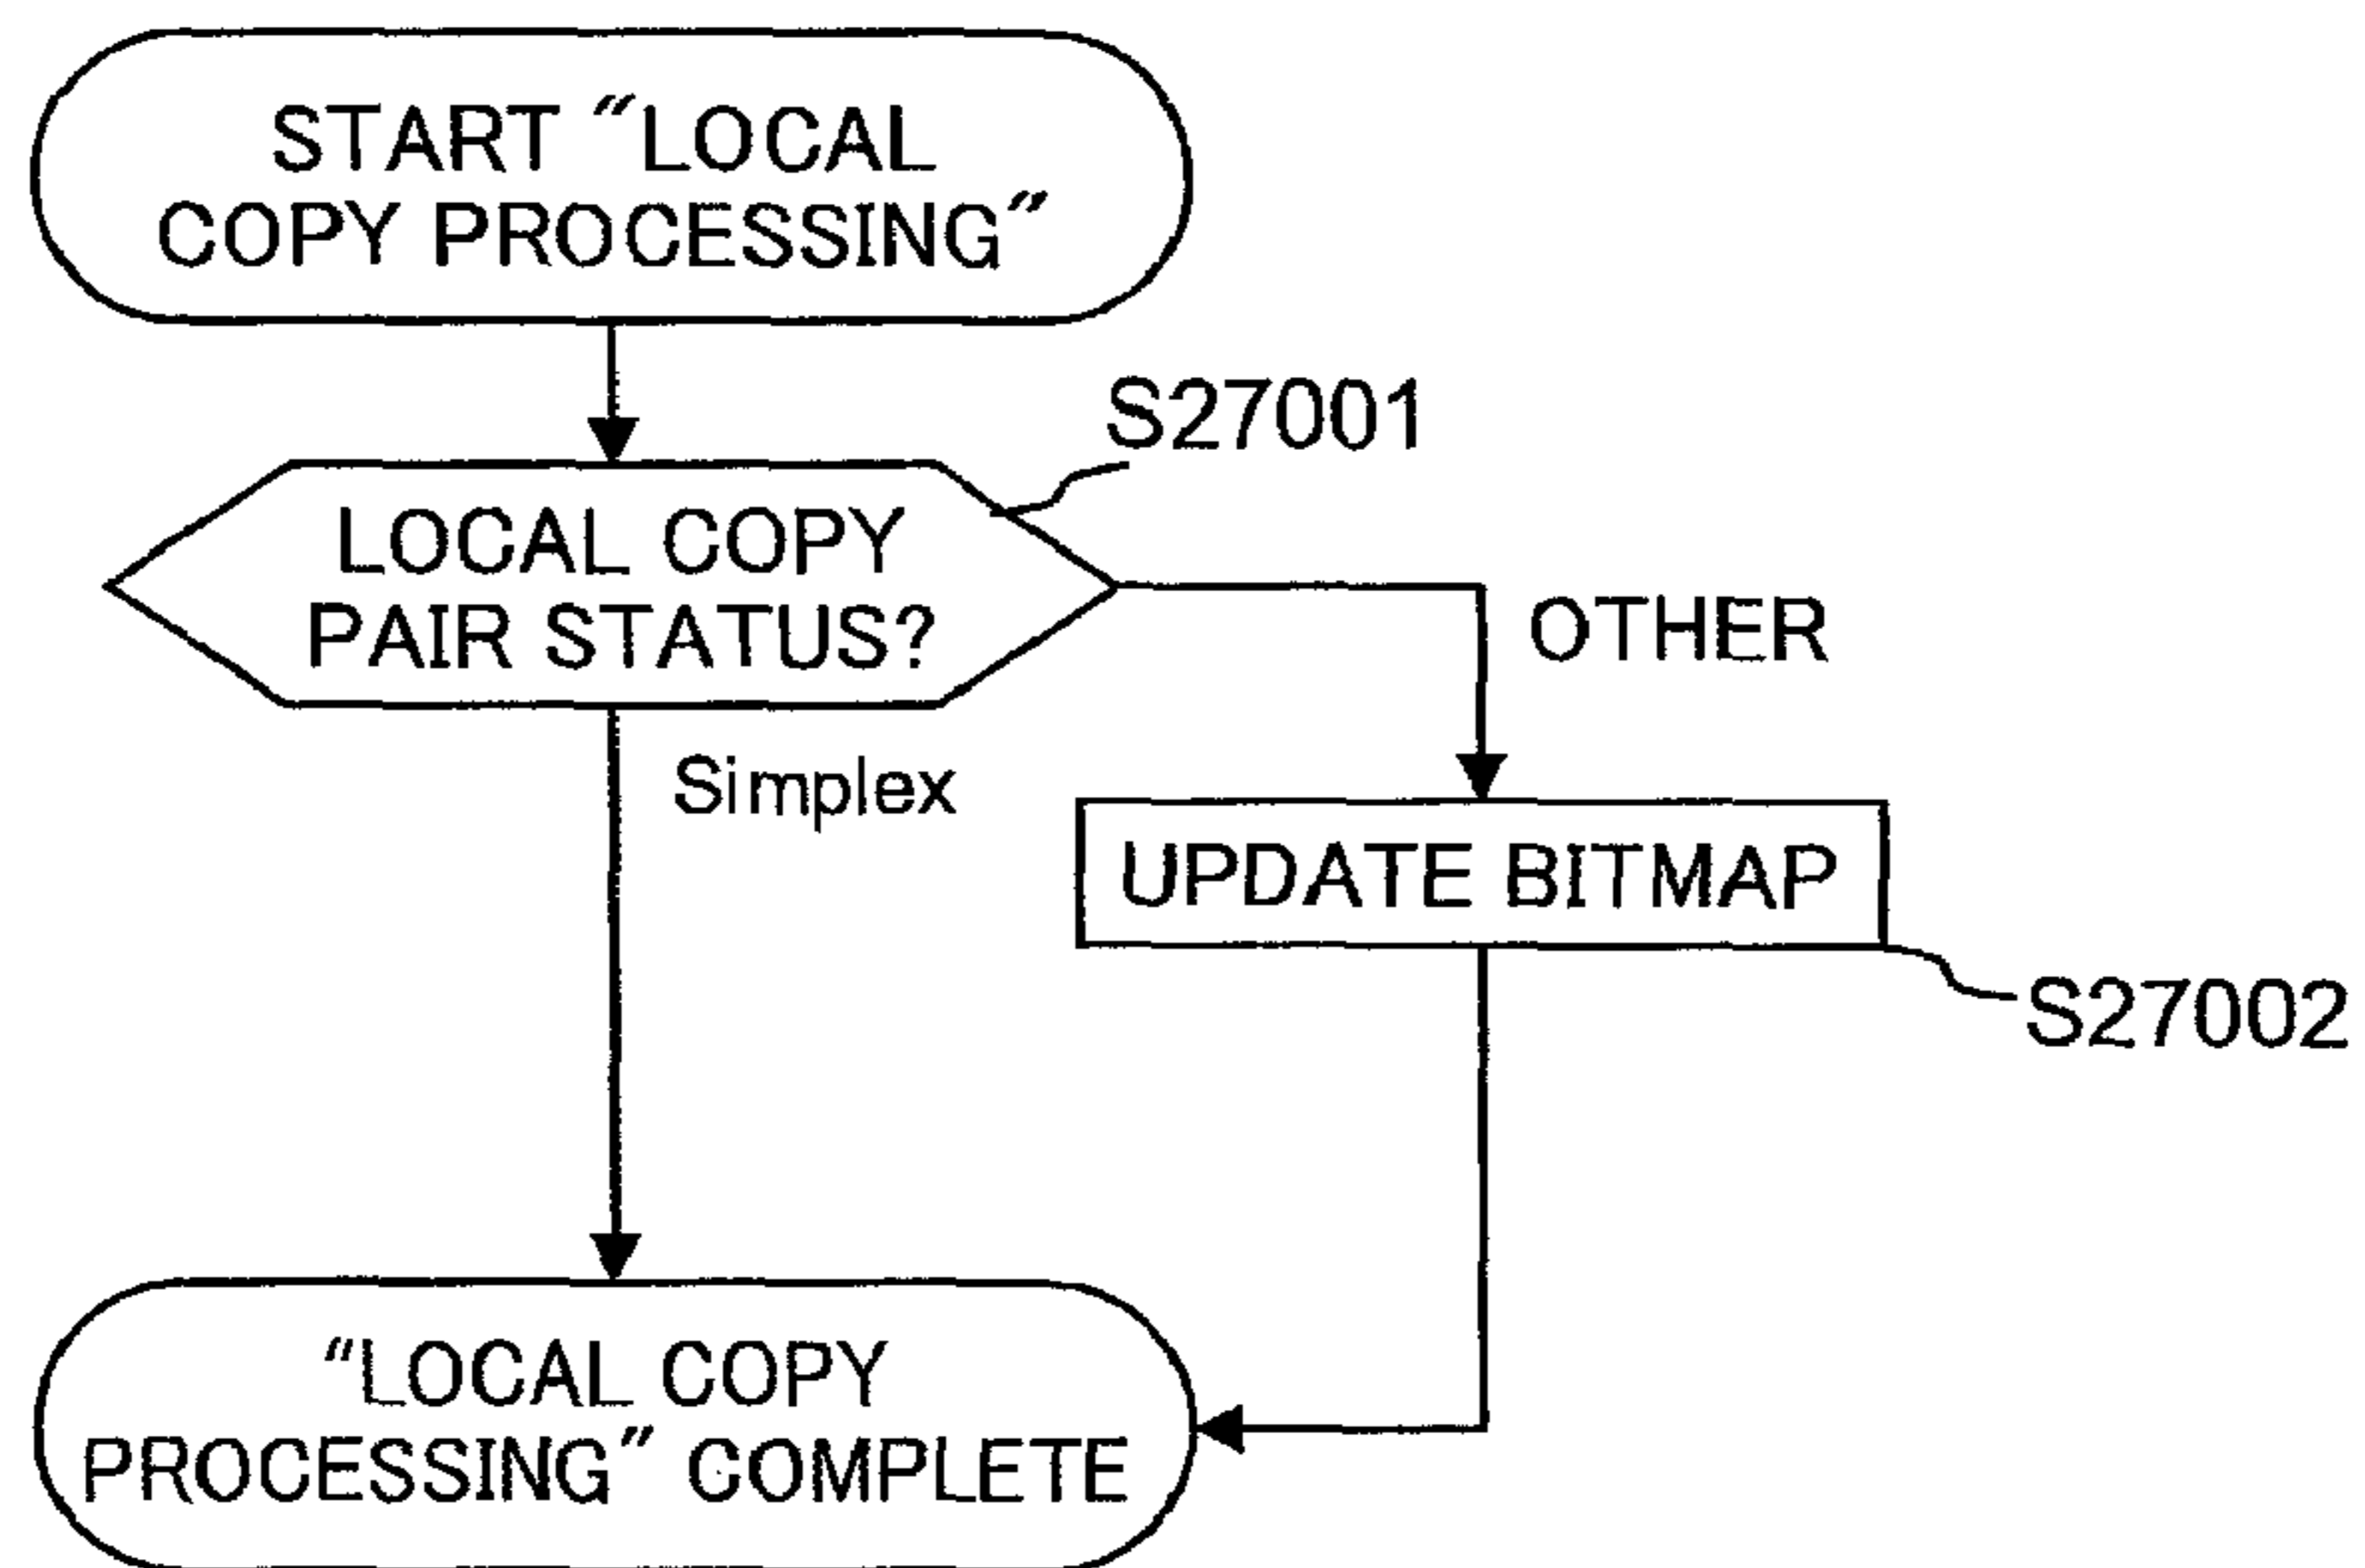 START “LOCAL
COPY PROCESSING”
S27001
LOCAL COPY
PAIR STATUS?
OTHER
Simplex
UPDATE BITMAP
S27002
“LOCAL COPY
PROCESSING” COMPLETE